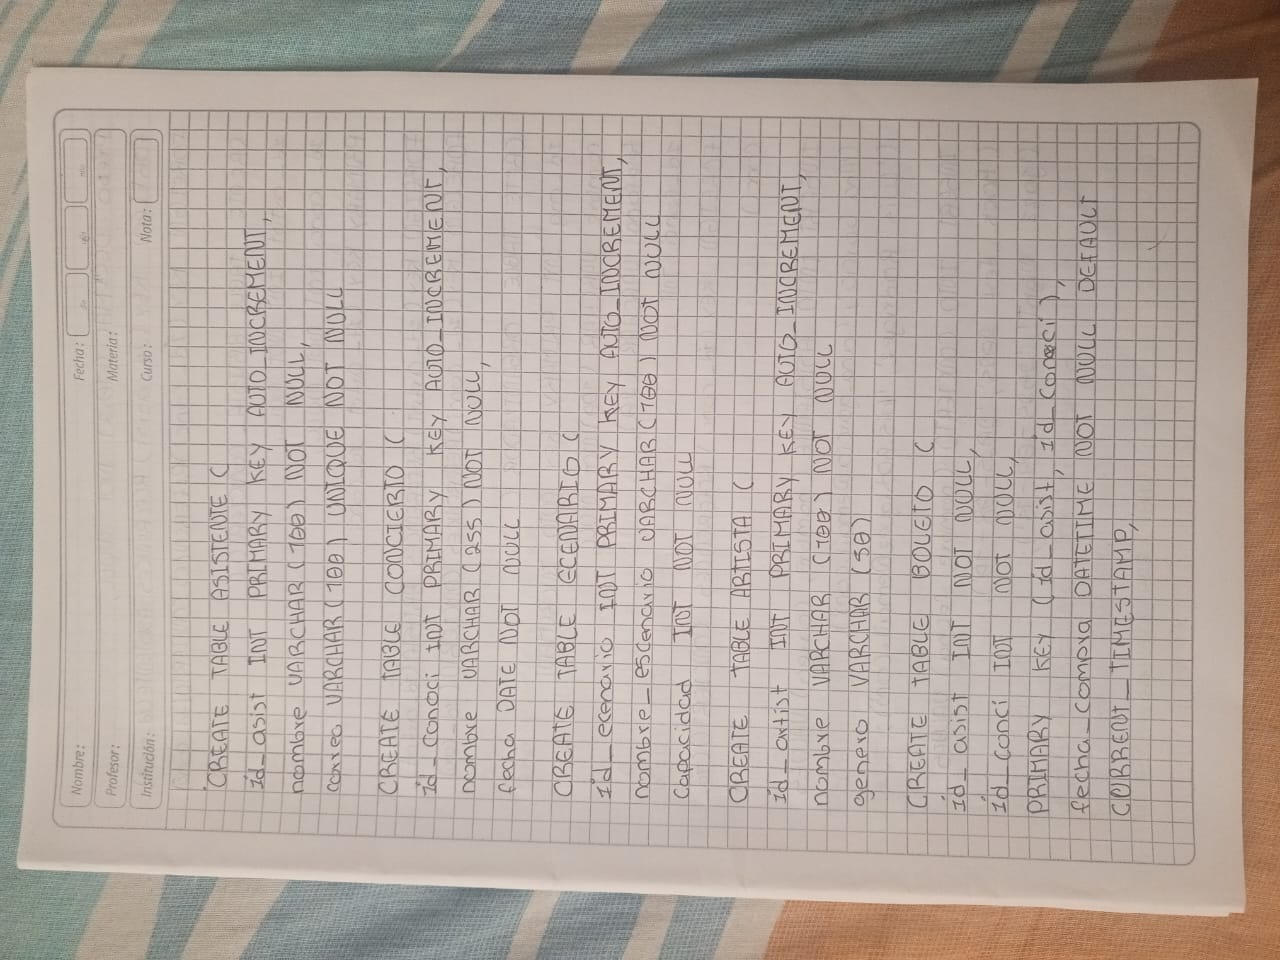 Nombre:
Fecha:
Profesor:
Materia:
Institución:
Curso:
Nota:
CREATE TABLE ASISTENTE (
id_asist INT PRIMARY KEY AUTO_INCREMENT,
nombre VARCHAR (100) NOT NULL,
correo VARCHAR (100) UNIQUE NOT NULL
CREATE TABLE CONCIERTO (
id_conci INT PRIMARY KEY AUTO_INCREMENT,
nombre VARCHAR (255) NOT NULL,
fecha DATE NOT NULL
CREATE TABLE ECENARIO (
id_ecenario INT PRIMARY KEY AUTO_INCREMENT,
nombre_escenario VARCHAR (100) NOT NULL
capacidad INT NOT NULL
CREATE TABLE ARTISTA (
id_artist INT PRIMARY KEY AUTO_INCREMENT,
nombre VARCHAR (100) NOT NULL
genero VARCHAR (50)
CREATE TABLE BOLETO (
id_asist INT NOT NULL,
id_conci INT NOT NULL,
PRIMARY KEY (id_asist, id_conci),
fecha_compra DATETIME NOT NULL DEFAULT
CURRENT_TIMESTAMP,